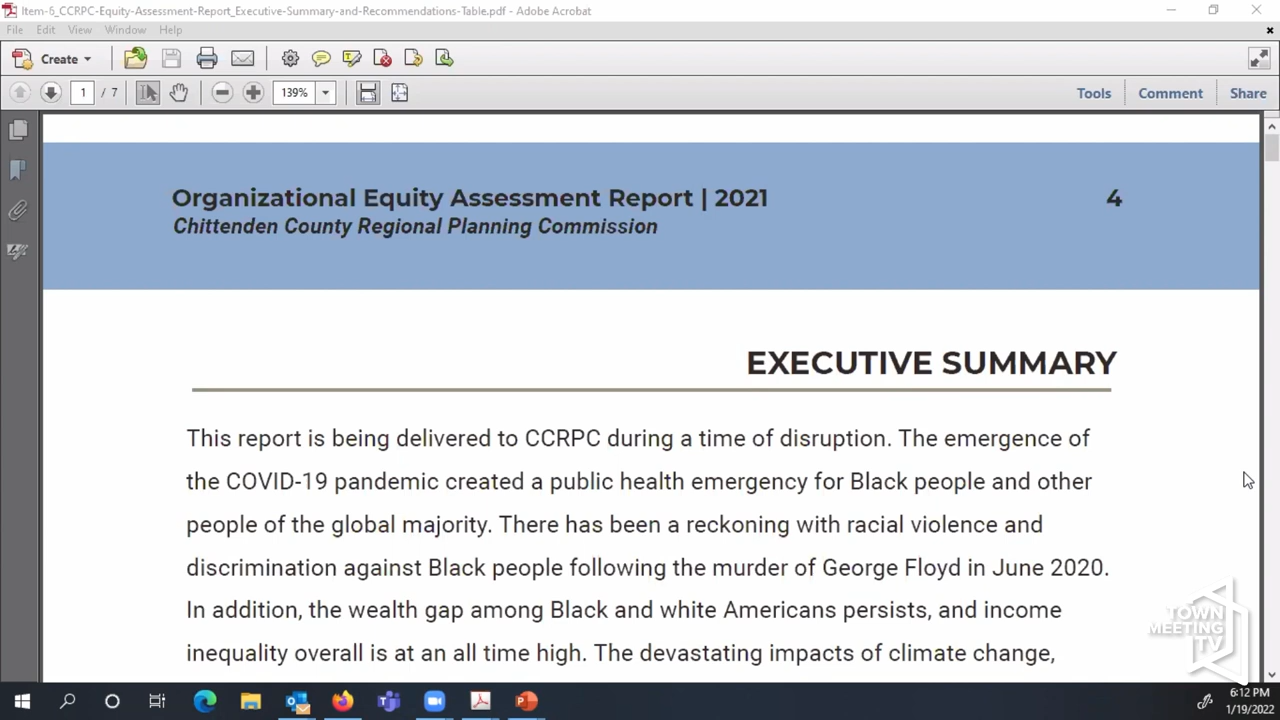 Item-6_CCRPC-Equity-Assessment-Report_Executive-Summary-and-Recommendations-Table.pdf - Adobe Acrobat
File Edit View Window Help
Create
1 / 7 139% Tools Comment Share
Organizational Equity Assessment Report | 2021 4
Chittenden County Regional Planning Commission
EXECUTIVE SUMMARY
This report is being delivered to CCRPC during a time of disruption. The emergence of
the COVID-19 pandemic created a public health emergency for Black people and other
people of the global majority. There has been a reckoning with racial violence and
discrimination against Black people following the murder of George Floyd in June 2020.
In addition, the wealth gap among Black and white Americans persists, and income
inequality overall is at an all time high. The devastating impacts of climate change,
TOWN
MEETING
TV
6:12 PM
1/19/2022